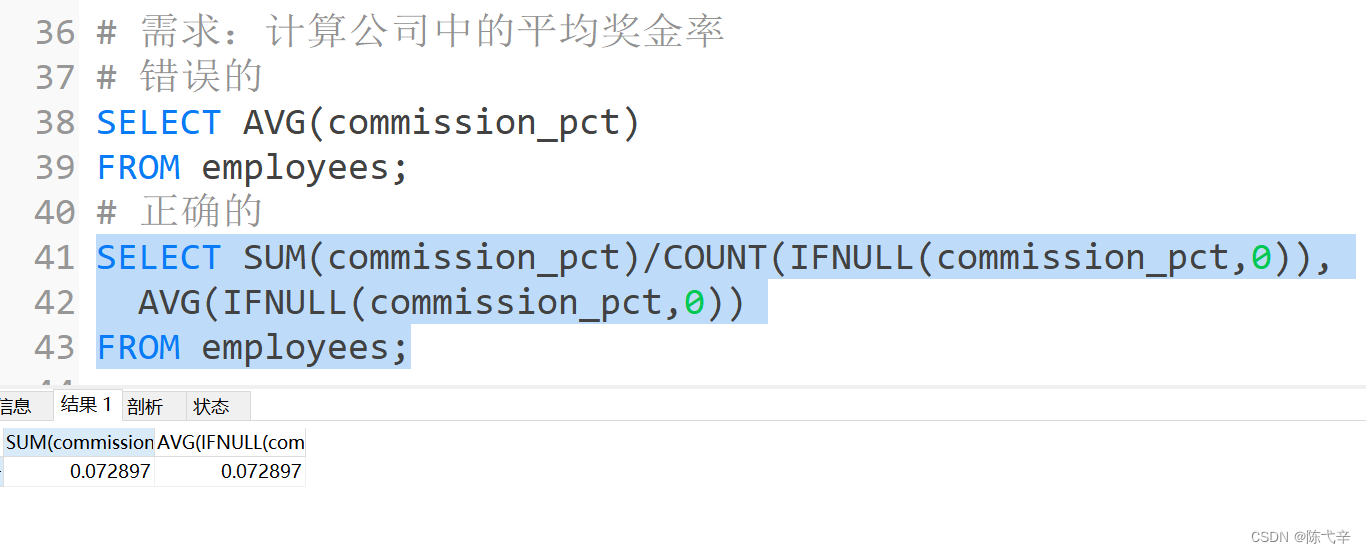 36 # 需求：计算公司中的平均奖金率
37 # 错误的
38 SELECT AVG(commission_pct)
39 FROM employees;
40 # 正确的
41 SELECT SUM(commission_pct)/COUNT(IFNULL(commission_pct,0)),
42 AVG(IFNULL(commission_pct,0))
43 FROM employees;
信息 结果 1 剖析 状态
SUM(commission AVG(IFNULL(com
0.072897 0.072897
CSDN @陈弋辛